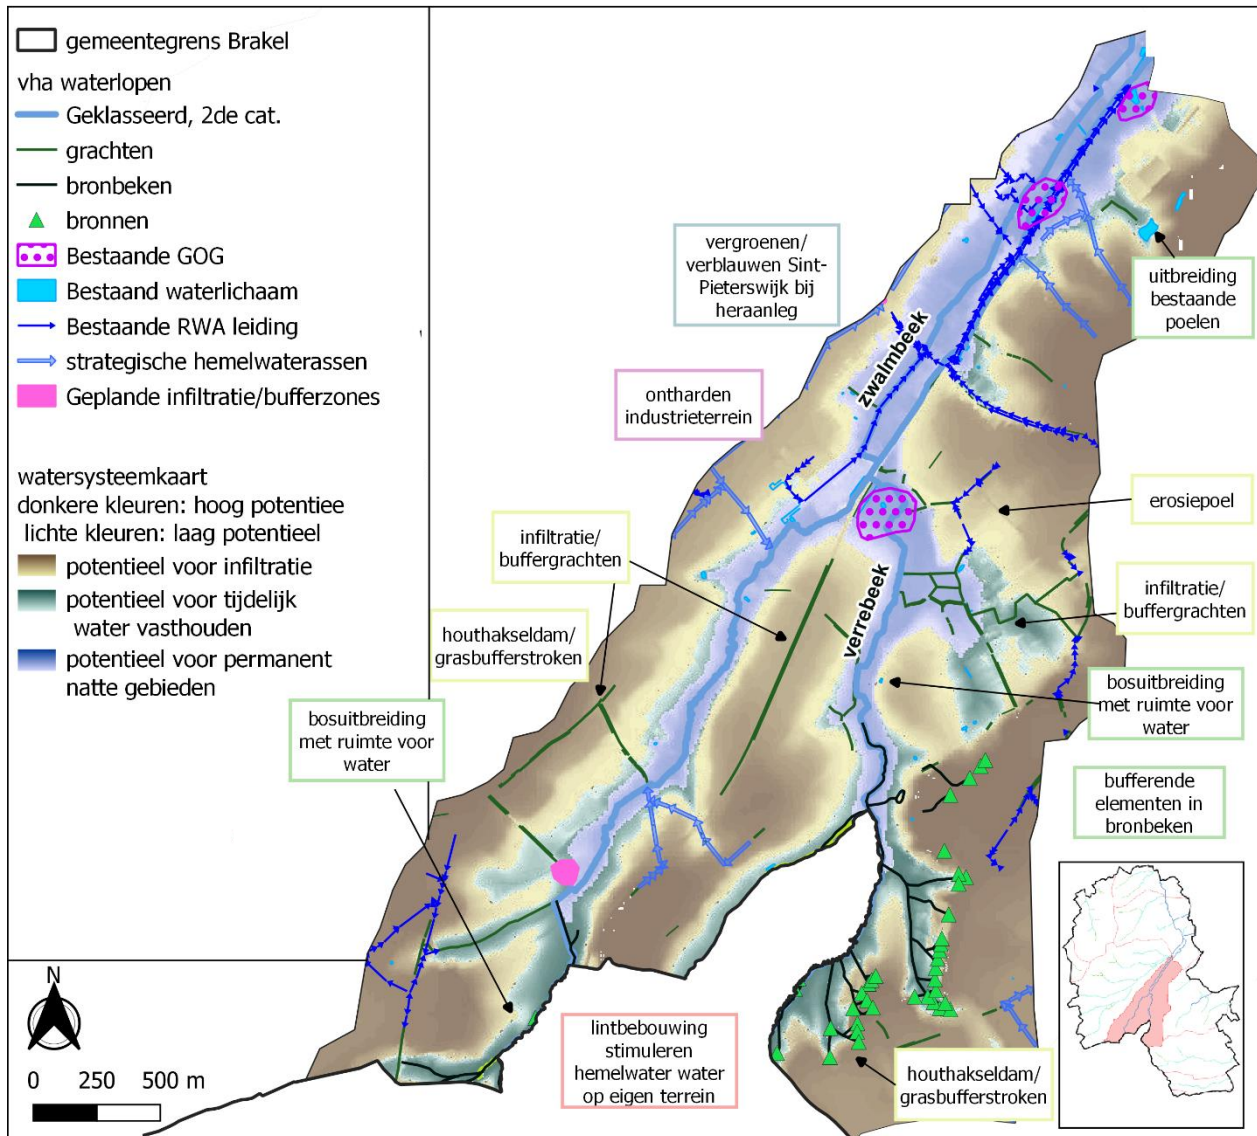 gemeentegrens Brakel
vha waterlopen
Geklasseerd, 2de cat.
grachten
bronbeken
bronnen
Bestaande GOG
Bestaand waterlichaam
Bestaande RWA leiding
strategische hemelwaterassen
Geplande infiltratie/bufferzones
watersysteemkaart
donkere kleuren: hoog potentiee
lichte kleuren: laag potentieel
potentieel voor infiltratie
potentieel voor tijdelijk
water vasthouden
potentieel voor permanent
natte gebieden
vergroenen/
verblauwen Sint-
Pieterswijk bij
heraanleg
uitbreiding
bestaande
poelen
zwalmbeek
ontharden
industrieterrein
erosiepoel
infiltratie/
buffergrachten
infiltratie/
buffergrachten
verrebeek
houthakseldam/
grasbufferstroken
bosuitbreiding
met ruimte voor
water
bosuitbreiding
met ruimte voor
water
bufferende
elementen in
bronbeken
lintbebouwing
stimuleren
hemelwater water
op eigen terrein
houthakseldam/
grasbufferstroken
N
0 250 500 m